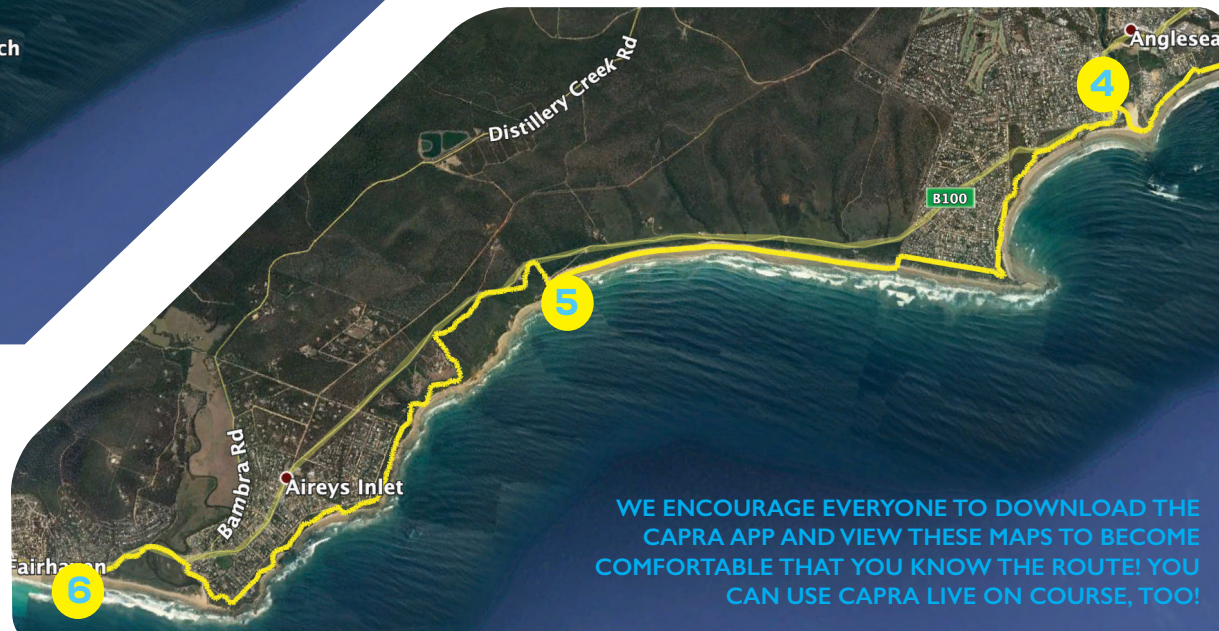 ch
Anglesea
4
Distillery Creek Rd
B100
5
Bambra Rd
Aireys Inlet
Fairhaven
6
WE ENCOURAGE EVERYONE TO DOWNLOAD THE
CAPRA APP AND VIEW THESE MAPS TO BECOME
COMFORTABLE THAT YOU KNOW THE ROUTE! YOU
CAN USE CAPRA LIVE ON COURSE, TOO!